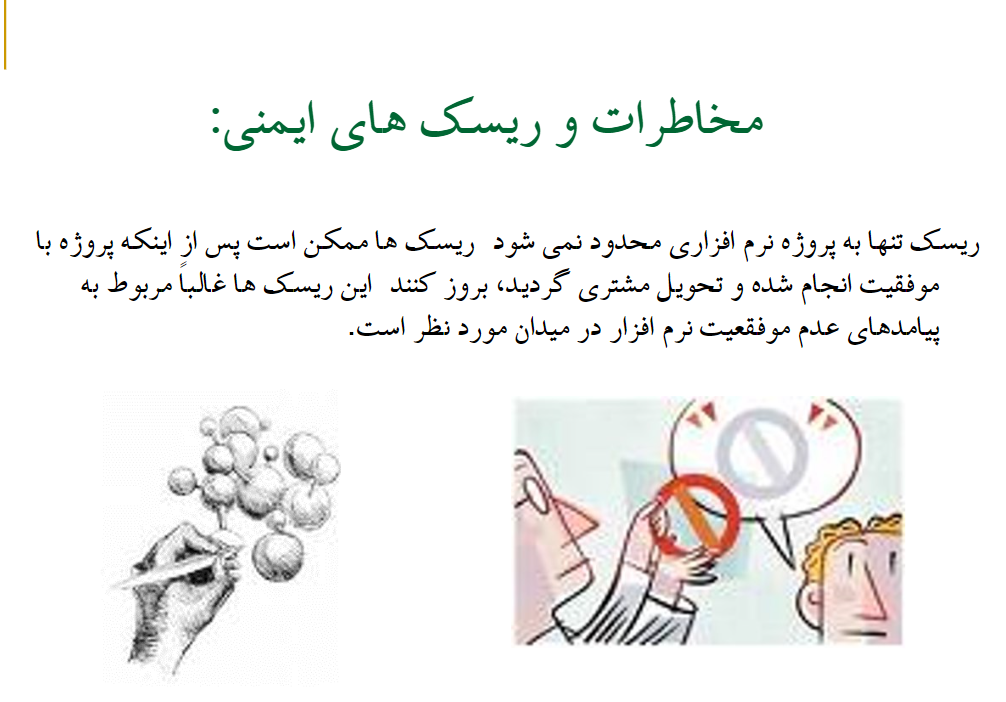 مخاطرات و ریسک های ایمنی:
ریسک تنها به پروژه نرم افزاری محدود نمی شود  ریسک ها ممکن است پس از اینکه پروژه با
موفقیت انجام شده و تحویل مشتری گردید، بروز کنند  این ریسک ها غالباً مربوط به
پیامدهای عدم موفقعیت نرم افزار در میدان مورد نظر است.